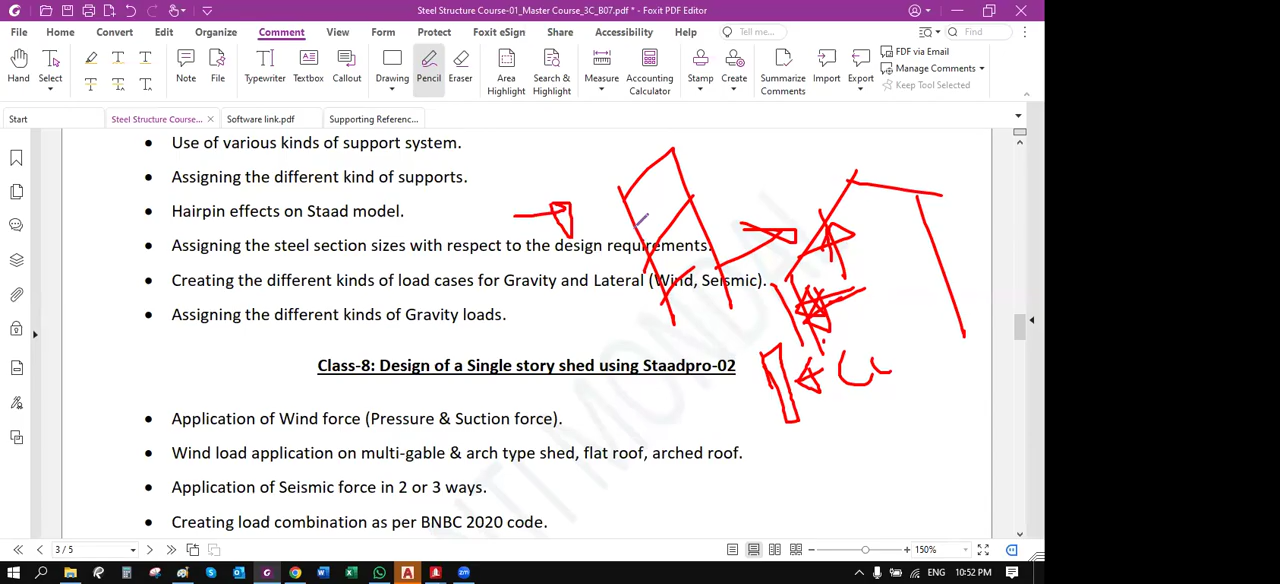 Steel Structure Course-01_Master Course_3C_B07.pdf * - Foxit PDF Editor
File Home Comment View Form Protect Foxit eSign Share Accessibility Help Tell me... Find
Convert Edit Organize
Hand Select Note File Typewriter Textbox Callout Drawing Pencil Eraser Area Highlight Search & Highlight Measure Accounting Calculator Stamp Create Summarize Comments Import Export
FDF via Email
Manage Comments
Keep Tool Selected
Start Steel Structure Course... Software link.pdf Supporting Referenc...
• Use of various kinds of support system.
• Assigning the different kind of supports.
• Hairpin effects on Staad model.
• Assigning the steel section sizes with respect to the design requirements.
• Creating the different kinds of load cases for Gravity and Lateral (Wind, Seismic).
• Assigning the different kinds of Gravity loads.
Class-8: Design of a Single story shed using Staadpro-02
• Application of Wind force (Pressure & Suction force).
• Wind load application on multi-gable & arch type shed, flat roof, arched roof.
• Application of Seismic force in 2 or 3 ways.
• Creating load combination as per BNBC 2020 code.
3 / 5 150%
ENG 10:52 PM